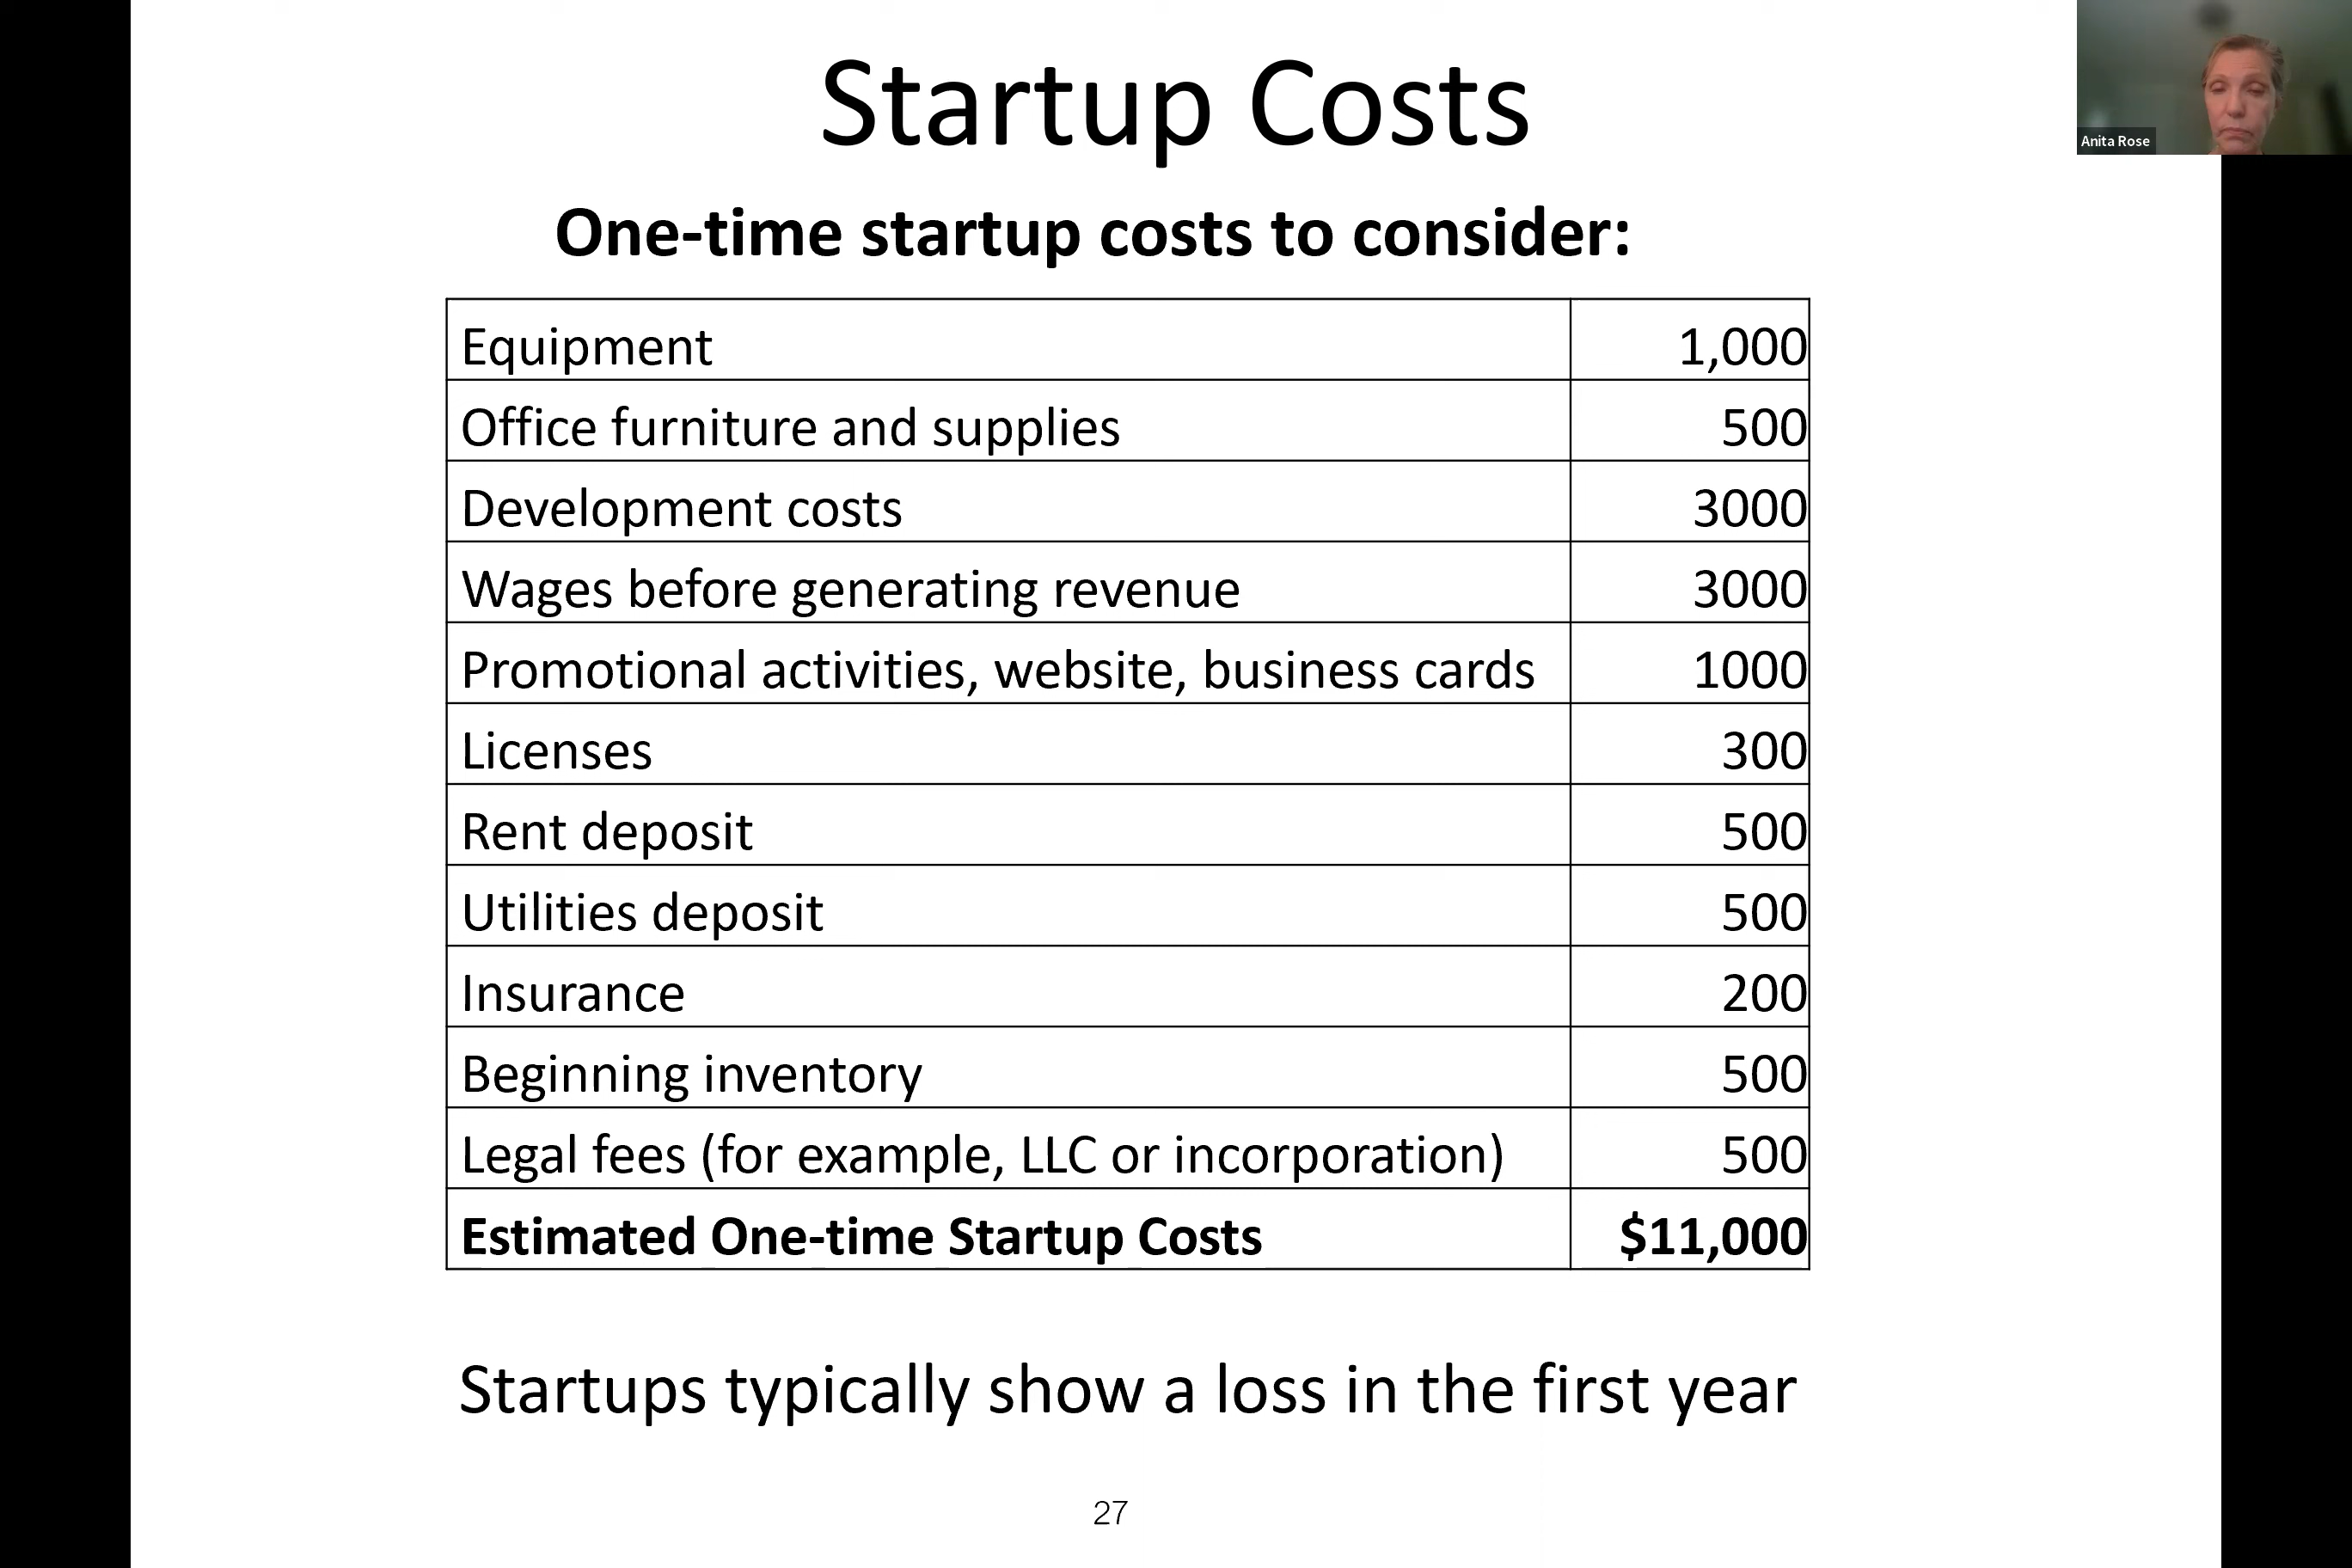 Startup Costs
Anita Rose
One-time startup costs to consider:
Equipment 1,000
Office furniture and supplies 500
Development costs 3000
Wages before generating revenue 3000
Promotional activities, website, business cards 1000
Licenses 300
Rent deposit 500
Utilities deposit 500
Insurance 200
Beginning inventory 500
Legal fees (for example, LLC or incorporation) 500
Estimated One-time Startup Costs $11,000
Startups typically show a loss in the first year
27